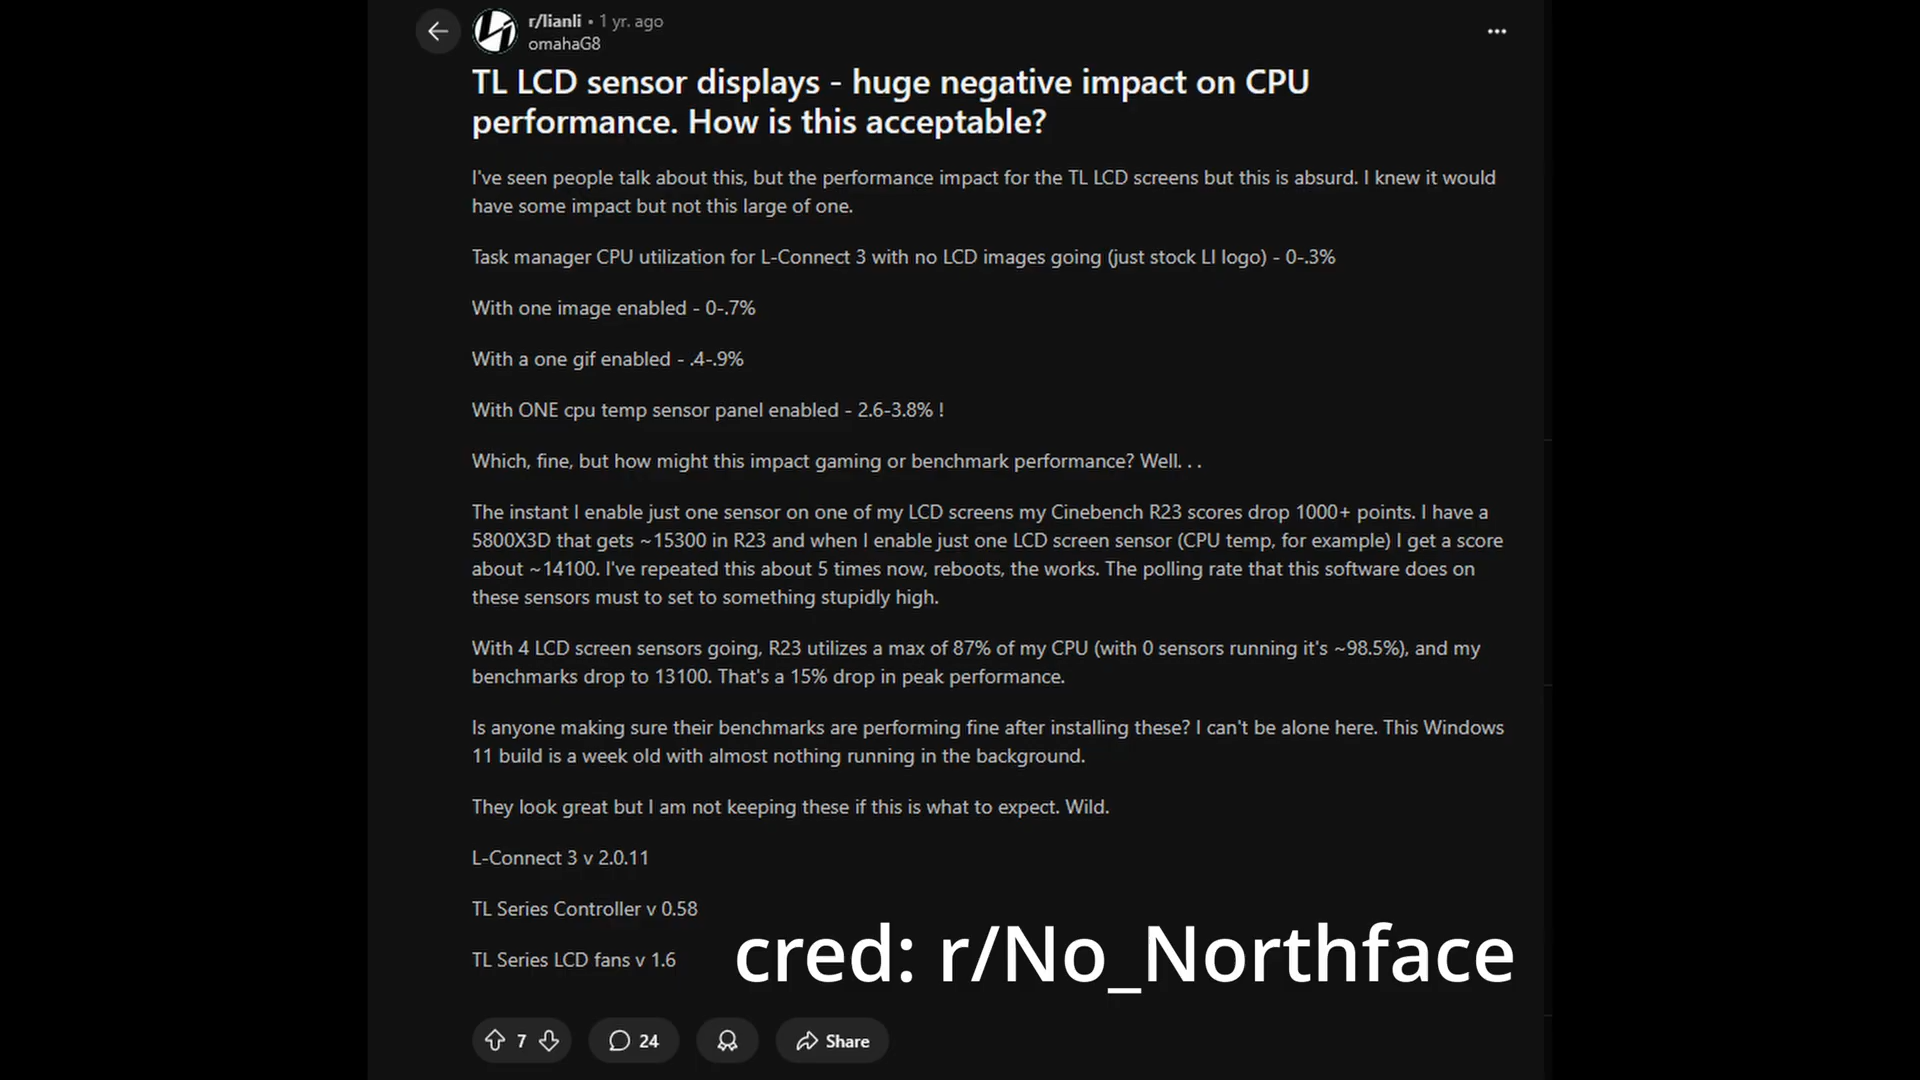 r/lianli • 1 yr. ago
omahaG8
TL LCD sensor displays - huge negative impact on CPU
performance. How is this acceptable?
I've seen people talk about this, but the performance impact for the TL LCD screens but this is absurd. I knew it would
have some impact but not this large of one.
Task manager CPU utilization for L-Connect 3 with no LCD images going (just stock LI logo) - 0-.3%
With one image enabled - 0-.7%
With a one gif enabled - .4-.9%
With ONE cpu temp sensor panel enabled - 2.6-3.8% !
Which, fine, but how might this impact gaming or benchmark performance? Well. . .
The instant I enable just one sensor on one of my LCD screens my Cinebench R23 scores drop 1000+ points. I have a
5800X3D that gets ~15300 in R23 and when I enable just one LCD screen sensor (CPU temp, for example) I get a score
about ~14100. I've repeated this about 5 times now, reboots, the works. The polling rate that this software does on
these sensors must to set to something stupidly high.
With 4 LCD screen sensors going, R23 utilizes a max of 87% of my CPU (with 0 sensors running it's ~98.5%), and my
benchmarks drop to 13100. That's a 15% drop in peak performance.
Is anyone making sure their benchmarks are performing fine after installing these? I can't be alone here. This Windows
11 build is a week old with almost nothing running in the background.
They look great but I am not keeping these if this is what to expect. Wild.
L-Connect 3 v 2.0.11
TL Series Controller v 0.58
TL Series LCD fans v 1.6
cred: r/No_Northface
7 24 Share